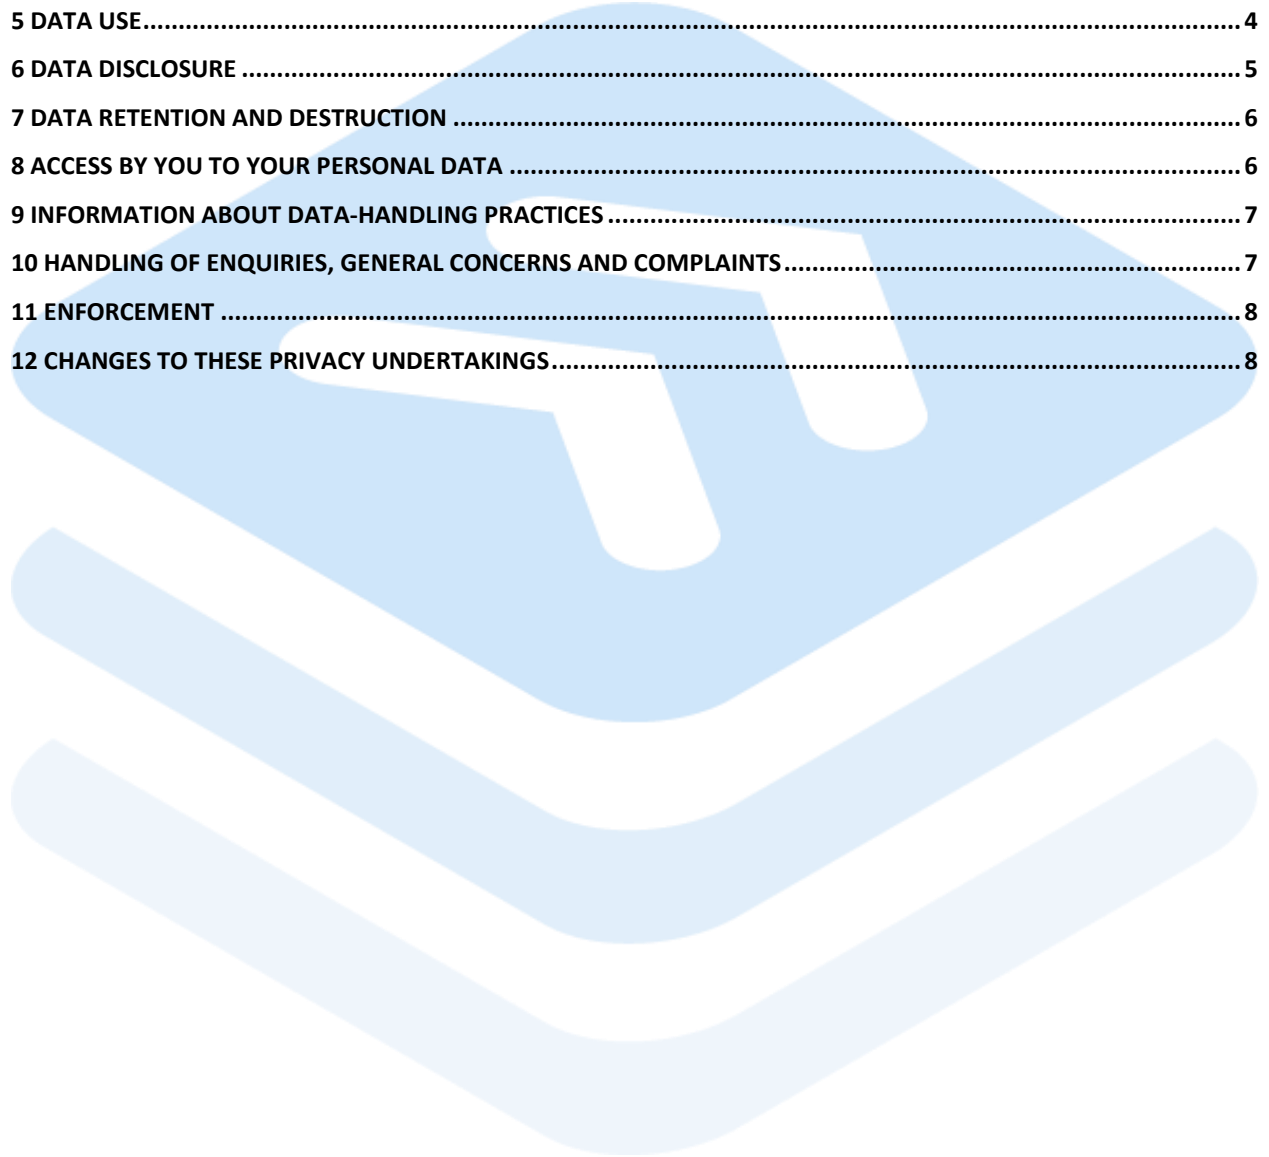 5 DATA USE........................................................................................................................................................ 4
6 DATA DISCLOSURE ........................................................................................................................................ 5
7 DATA RETENTION AND DESTRUCTION ............................................................................................................ 6
8 ACCESS BY YOU TO YOUR PERSONAL DATA ..................................................................................................... 6
9 INFORMATION ABOUT DATA-HANDLING PRACTICES ....................................................................................... 7
10 HANDLING OF ENQUIRIES, GENERAL CONCERNS AND COMPLAINTS............................................................... 7
11 ENFORCEMENT ........................................................................................................................................... 8
12 CHANGES TO THESE PRIVACY UNDERTAKINGS............................................................................................... 8